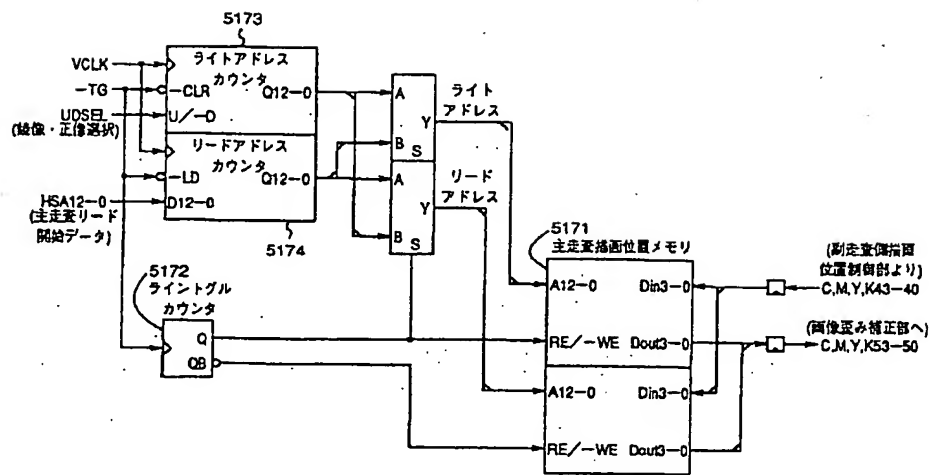 5173
VCLK
-TG
UDSEL
(鏡像・正像選択)
HSA12-0
(主走査リード
開始データ)
ライトアドレス
カウンタ
-CLR
Q12-0
U/-D
リードアドレス
カウンタ
-LD
Q12-0
D12-0
5174
A
B
Y
S
A
B
Y
S
ライト
アドレス
リード
アドレス
5172
ライントグル
カウンタ
Q
QB
5171
主走査描画位置メモリ
A12-0
Din3-0
RE/-WE
Dout3-0
A12-0
Din3-0
RE/-WE
Dout3-0
(副走査側描画
位置制御部より)
C,M,Y,K43-40
(画像歪み補正部へ)
C,M,Y,K53-50